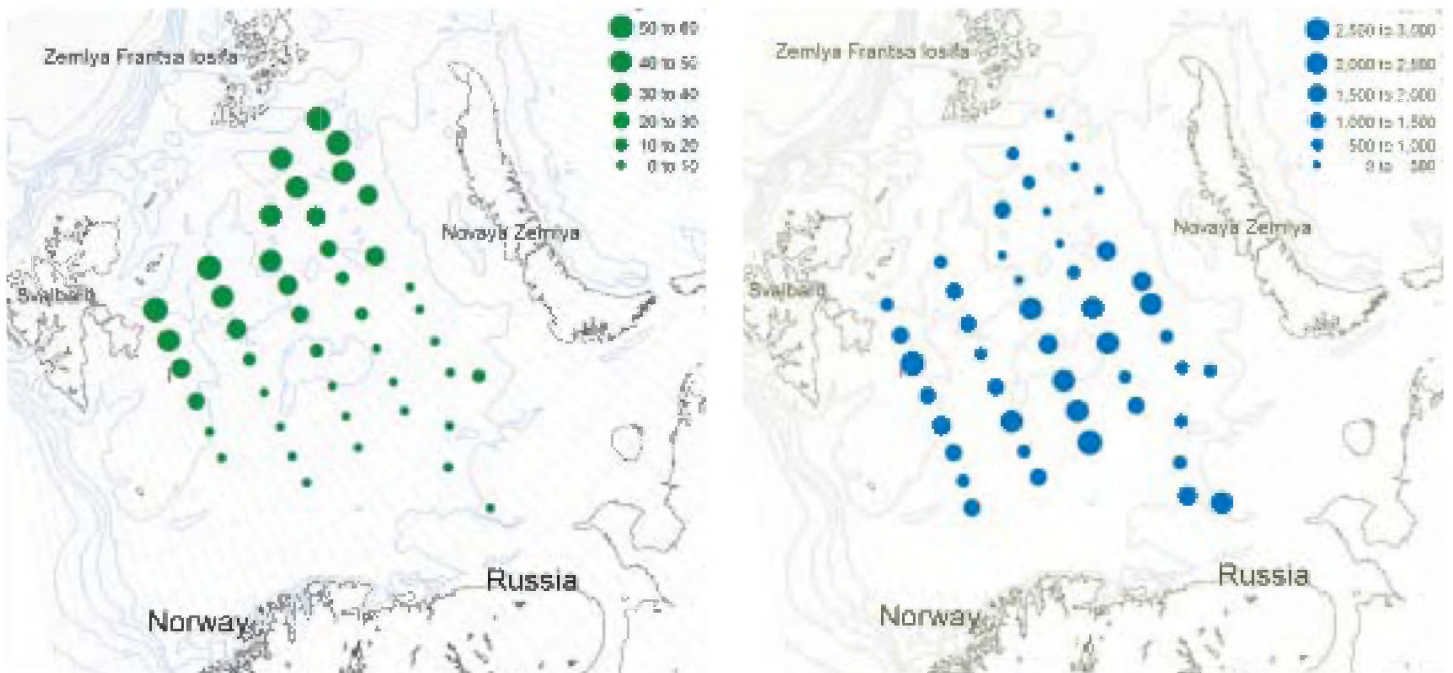 Zemlya Frantsa Iosifa
50 to 60
40 to 50
30 to 40
20 to 30
10 to 20
0 to 10
Novaya Zemlya
Svalbard
Russia
Norway
Zemlya Frantsa Iosifa
2,500 to 3,000
2,000 to 2,500
1,500 to 2,000
1,000 to 1,500
500 to 1,000
0 to 500
Novaya Zemlya
Svalbard
Russia
Norway